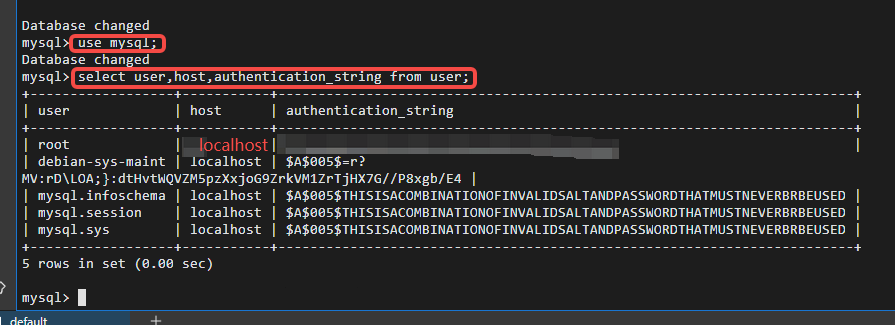 Database changed
mysql> use mysql;
Database changed
mysql> select user,host,authentication_string from user;
+------------------+-----------+------------------------------------------------------------------------+
| user | host | authentication_string |
+------------------+-----------+------------------------------------------------------------------------+
| root | localhost | |
| debian-sys-maint | localhost | $A$005$=r?
MV:rD\LOA;}:dtHvtWQVZM5pzXxjoG9ZrkVM1ZrTjHX7G//P8xgb/E4 |
| mysql.infoschema | localhost | $A$005$THISISACOMBINATIONOFINVALIDSALTANDPASSWORDTHATMUSTNEVERBRBEUSED |
| mysql.session | localhost | $A$005$THISISACOMBINATIONOFINVALIDSALTANDPASSWORDTHATMUSTNEVERBRBEUSED |
| mysql.sys | localhost | $A$005$THISISACOMBINATIONOFINVALIDSALTANDPASSWORDTHATMUSTNEVERBRBEUSED |
+------------------+-----------+------------------------------------------------------------------------+
5 rows in set (0.00 sec)
mysql>
default +